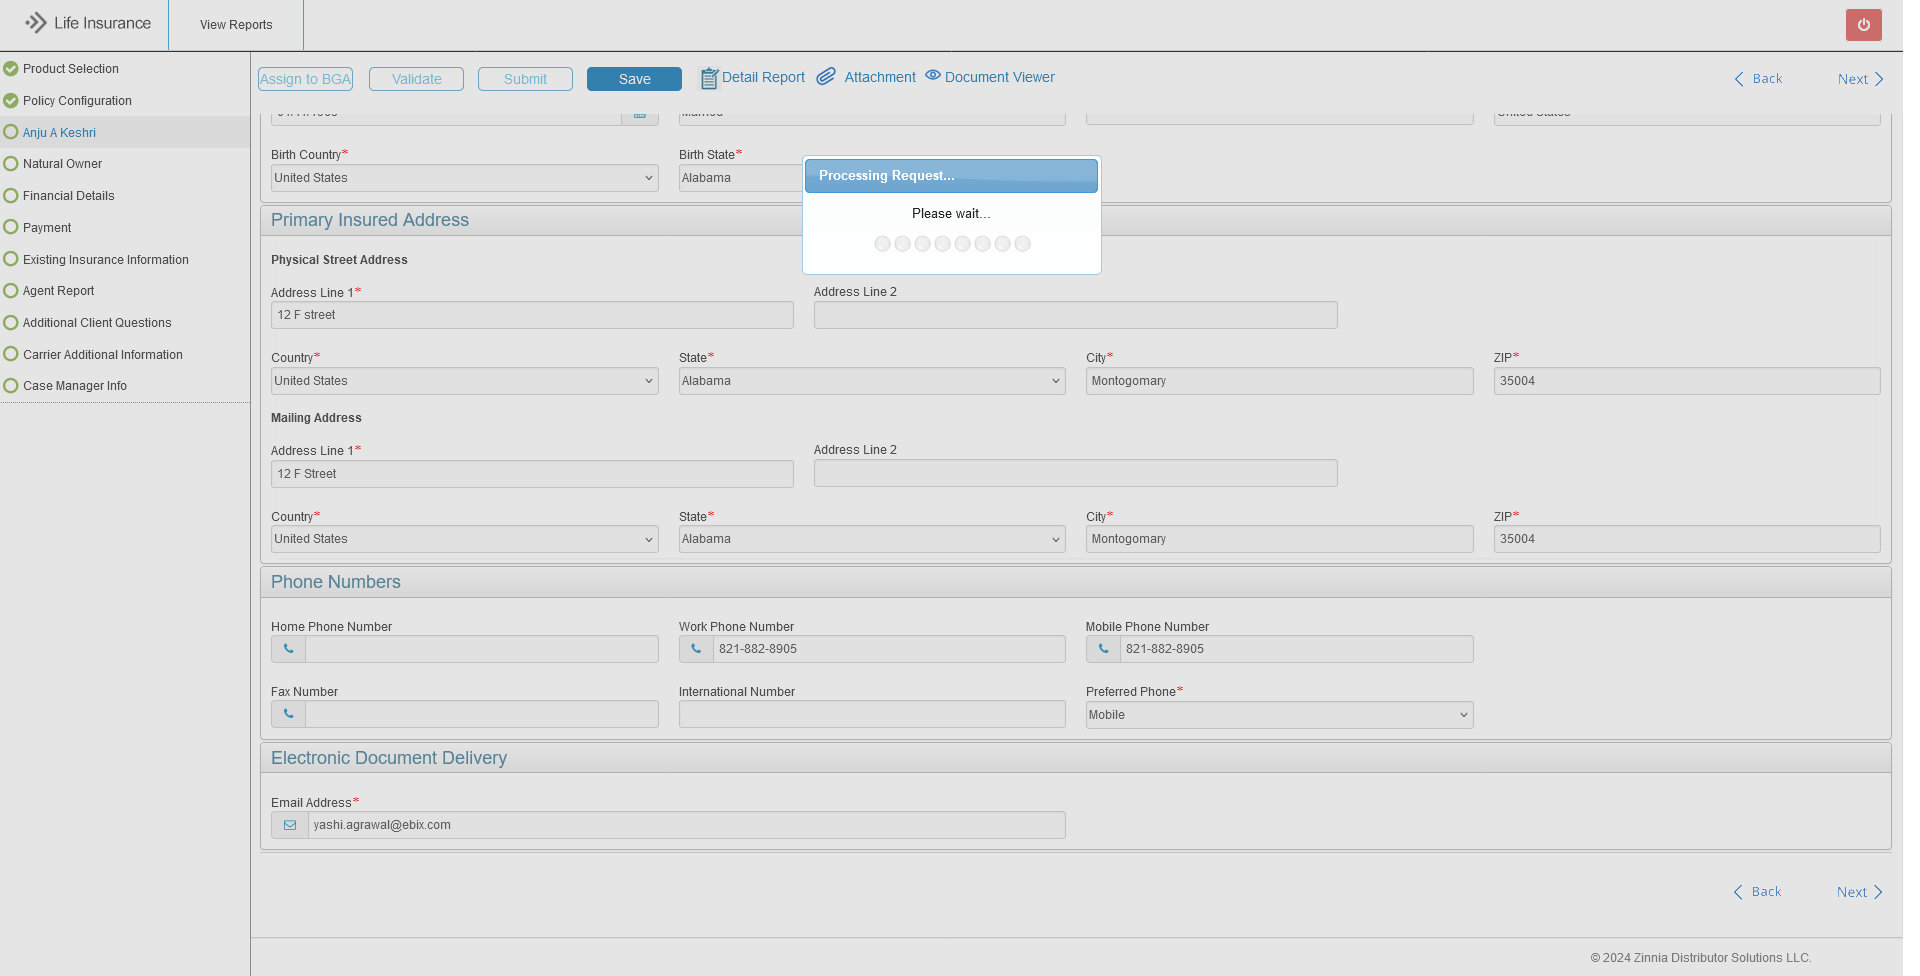 Life Insurance
View Reports
Product Selection
Policy Configuration
Anju A Keshri
Natural Owner
Financial Details
Payment
Existing Insurance Information
Agent Report
Additional Client Questions
Carrier Additional Information
Case Manager Info
Assign to BGA Validate Submit Save Detail Report Attachment Document Viewer Back Next
Birth Country* Birth State*
United States Alabama
Processing Request...
Please wait...
Primary Insured Address
Physical Street Address
Address Line 1* Address Line 2
12 F street
Country* State* City* ZIP*
United States Alabama Montogomary 35004
Mailing Address
Address Line 1* Address Line 2
12 F Street
Country* State* City* ZIP*
United States Alabama Montogomary 35004
Phone Numbers
Home Phone Number Work Phone Number Mobile Phone Number
821-882-8905 821-882-8905
Fax Number International Number Preferred Phone*
Mobile
Electronic Document Delivery
Email Address*
yashi.agrawal@ebix.com
Back Next
© 2024 Zinnia Distributor Solutions LLC.